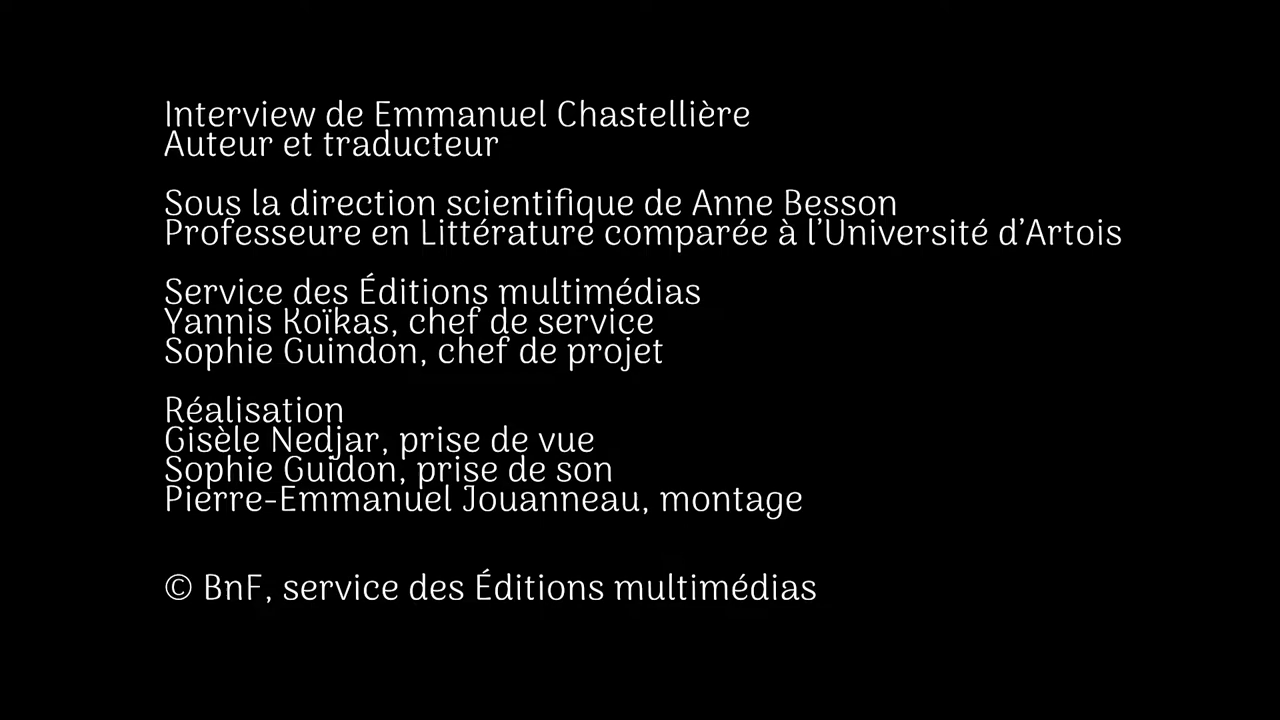 Interview de Emmanuel Chastellière
Auteur et traducteur
Sous la direction scientifique de Anne Besson
Professeure en Littérature comparée à l’Université d’Artois
Service des Éditions multimédias
Yannis Koïkas, chef de service
Sophie Guindon, chef de projet
Réalisation
Gisèle Nedjar, prise de vue
Sophie Guidon, prise de son
Pierre-Emmanuel Jouanneau, montage
© BnF, service des Éditions multimédias